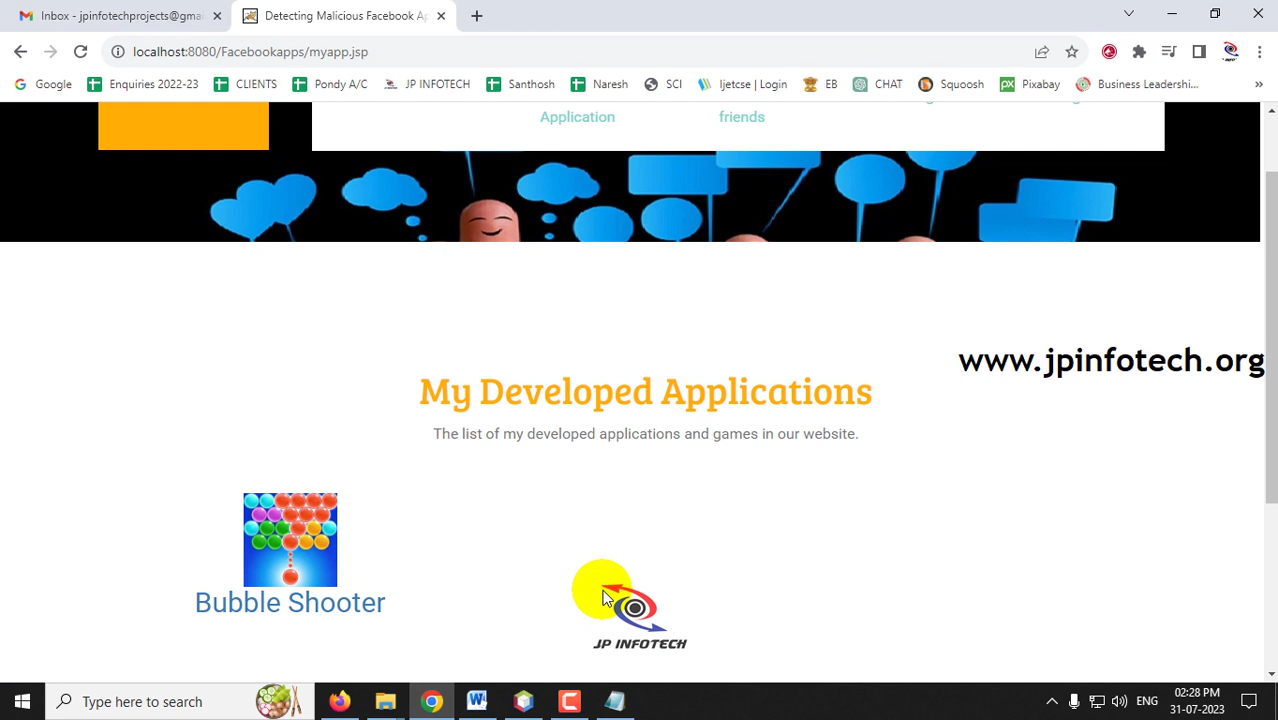 Inbox - jpinfotechprojects@gmai
Detecting Malicious Facebook Ap
localhost:8080/Facebookapps/myapp.jsp
Google
Enquiries 2022-23
CLIENTS
Pondy A/C
JP INFOTECH
Santhosh
Naresh
SCI
Ijetcse | Login
EB
CHAT
Squoosh
Pixabay
Business Leadershi...
»
Application
friends
www.jpinfotech.org
My Developed Applications
The list of my developed applications and games in our website.
Bubble Shooter
JP INFOTECH
Type here to search
ENG
02:28 PM
31-07-2023